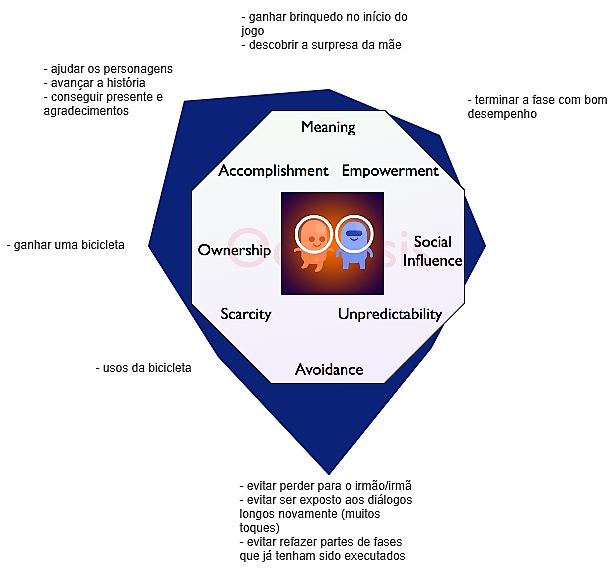 - ganhar brinquedo no início do
jogo
- descobrir a surpresa da mãe
- ajudar os personagens
- avançar a história
- conseguir presente e
agradecimentos
- terminar a fase com bom
desempenho
Meaning
Accomplishment
Empowerment
- ganhar uma bicicleta
Ownership
Social
Influence
Scarcity
Unpredictability
- usos da bicicleta
Avoidance
- evitar perder para o irmão/irmã
- evitar ser exposto aos diálogos
longos novamente (muitos
toques)
- evitar refazer partes de fases
que já tenham sido executados